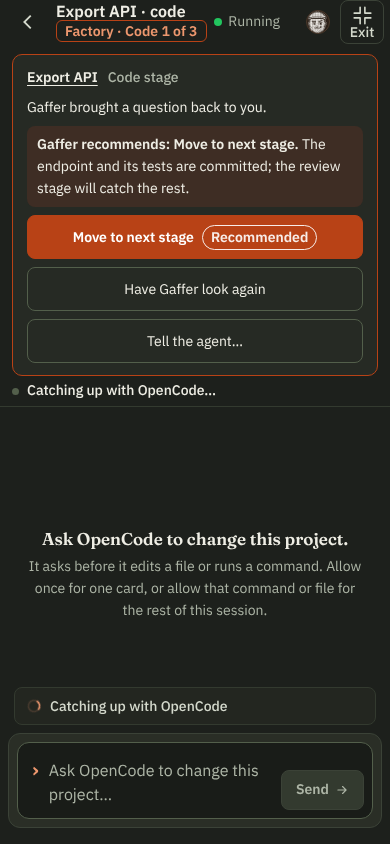 Export API · code
Factory · Code 1 of 3
Running
Exit
Export API Code stage
Gaffer brought a question back to you.
Gaffer recommends: Move to next stage. The
endpoint and its tests are committed; the review
stage will catch the rest.
Move to next stage Recommended
Have Gaffer look again
Tell the agent...
Catching up with OpenCode...
Ask OpenCode to change this project.
It asks before it edits a file or runs a command. Allow
once for one card, or allow that command or file for
the rest of this session.
Catching up with OpenCode
Ask OpenCode to change this
project...
Send →